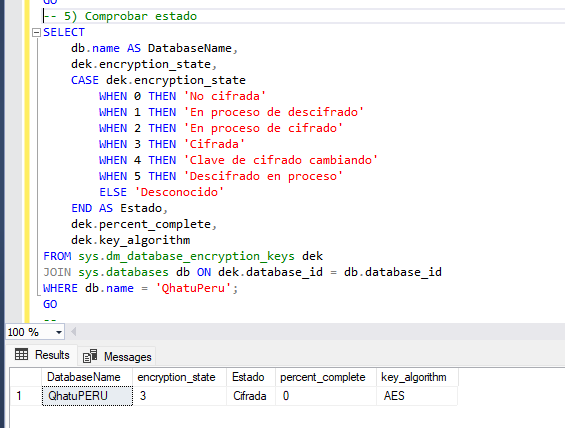 GO
-- 5) Comprobar estado
SELECT
db.name AS DatabaseName,
dek.encryption_state,
CASE dek.encryption_state
WHEN 0 THEN 'No cifrada'
WHEN 1 THEN 'En proceso de descifrado'
WHEN 2 THEN 'En proceso de cifrado'
WHEN 3 THEN 'Cifrada'
WHEN 4 THEN 'Clave de cifrado cambiando'
WHEN 5 THEN 'Descifrado en proceso'
ELSE 'Desconocido'
END AS Estado,
dek.percent_complete,
dek.key_algorithm
FROM sys.dm_database_encryption_keys dek
JOIN sys.databases db ON dek.database_id = db.database_id
WHERE db.name = 'QhatuPeru';
GO
--
100 %
Results Messages
DatabaseName encryption_state Estado percent_complete key_algorithm
1 QhatuPERU 3 Cifrada 0 AES